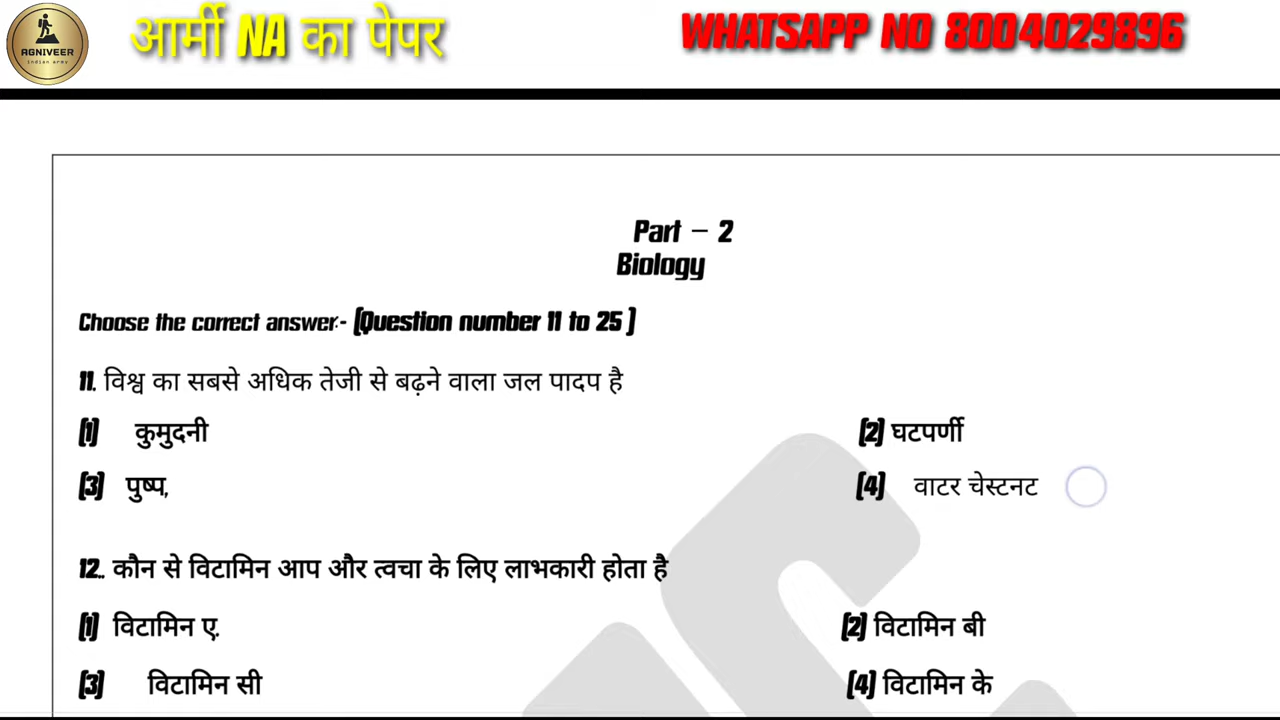 आर्मी NA का पेपर
WHATSAPP NO 8004029896
AGNIVEER
indian army
Part – 2
Biology
Choose the correct answer:- (Question number 11 to 25 )
11. विश्व का सबसे अधिक तेजी से बढ़ने वाला जल पादप है
(1) कुमुदनी (2) घटपर्णी
(3) पुष्प, (4) वाटर चेस्टनट
12.. कौन से विटामिन आप और त्वचा के लिए लाभकारी होता है
(1) विटामिन ए. (2) विटामिन बी
(3) विटामिन सी (4) विटामिन के